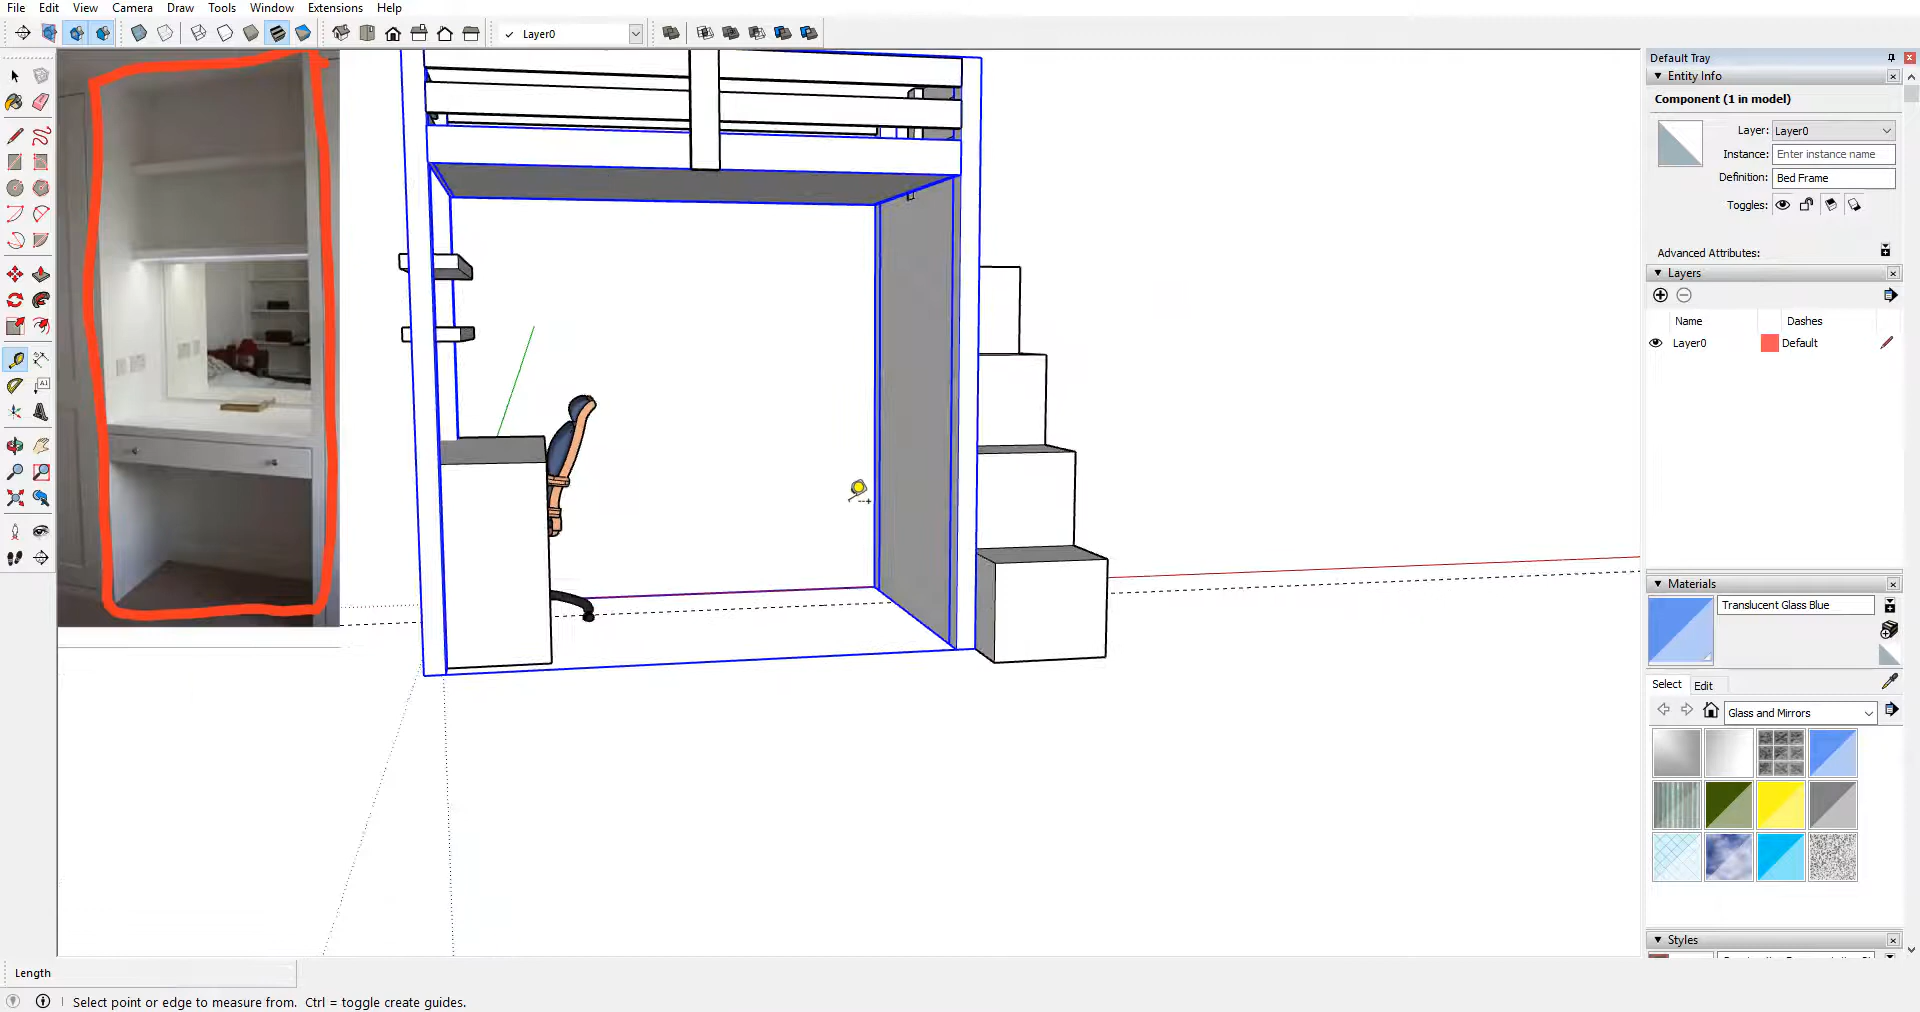 File Edit View Camera Draw Tools Window Extensions Help
✓ Layer0
Default Tray
Entity Info
Component (1 in model)
Layer: Layer0
Instance: Enter instance name
Definition: Bed Frame
Toggles:
Advanced Attributes:
Layers
Name Dashes
Layer0 Default
Materials
Translucent Glass Blue
Select Edit
Glass and Mirrors
Styles
Length
Select point or edge to measure from. Ctrl = toggle create guides.